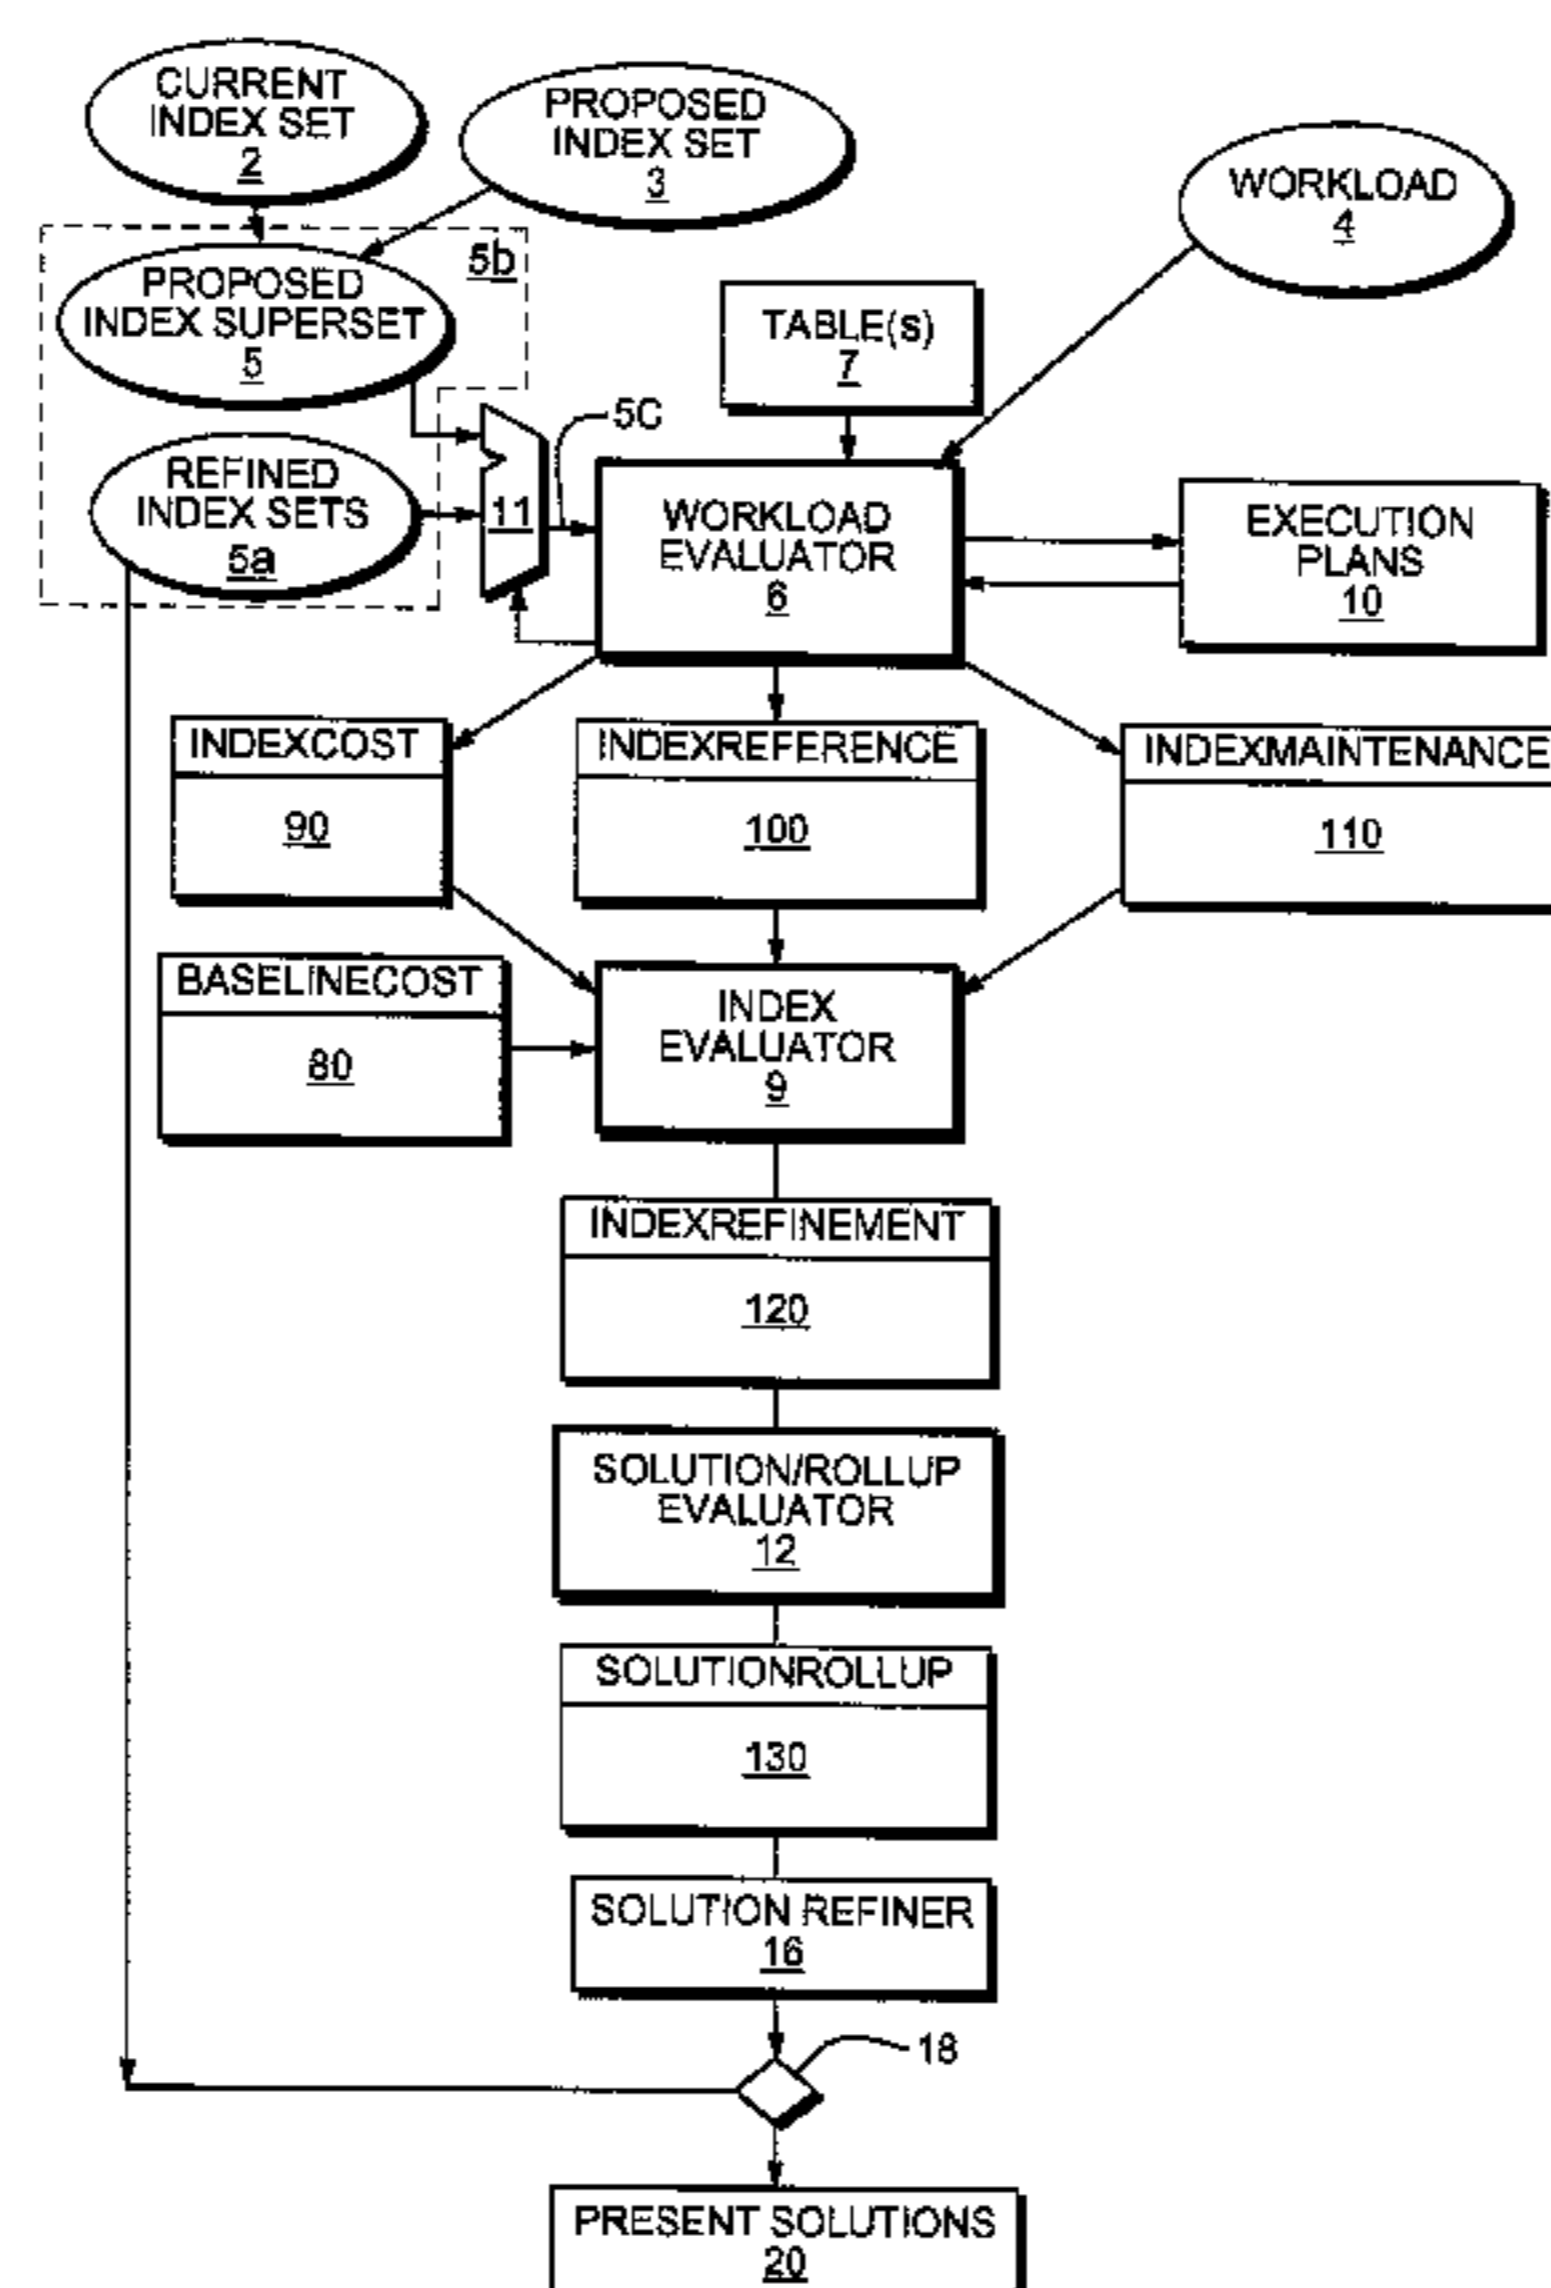 CURRENT
INDEX SET
2
PROPOSED
INDEX SET
3
WORKLOAD
4
5b
PROPOSED
INDEX SUPERSET
5
TABLE(s)
7
5C
REFINED
INDEX SETS
5a
11
WORKLOAD
EVALUATOR
6
EXECUTION
PLANS
10
INDEXCOST
90
INDEXREFERENCE
100
INDEXMAINTENANCE
110
BASELINECOST
80
INDEX
EVALUATOR
9
INDEXREFINEMENT
120
SOLUTION/ROLLUP
EVALUATOR
12
SOLUTIONROLLUP
130
SOLUTION REFINER
16
18
PRESENT SOLUTIONS
20